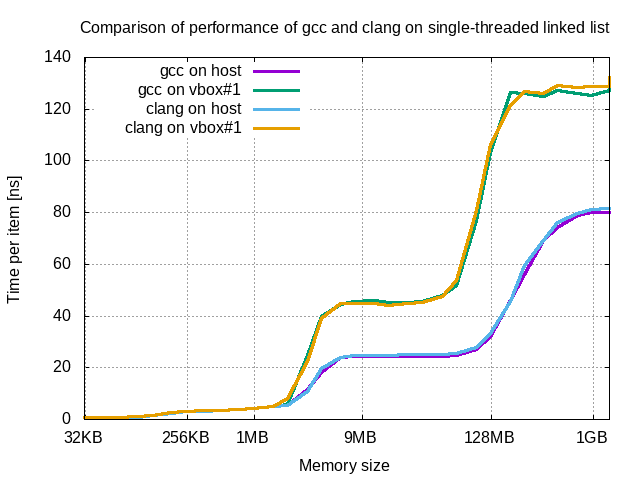 Comparison of performance of gcc and clang on single-threaded linked list
140
120
100
80
60
40
20
0
Time per item [ns]
gcc on host
gcc on vbox#1
clang on host
clang on vbox#1
32KB 256KB 1MB 9MB 128MB 1GB
Memory size